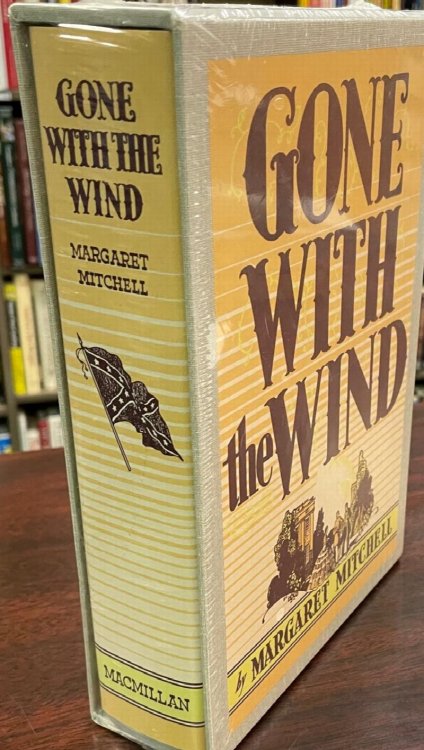 GONE
WITH THE
WIND
MARGARET
MITCHELL
MACMILLAN
GONE
WITH
the WIND
by MARGARET MITCHELL